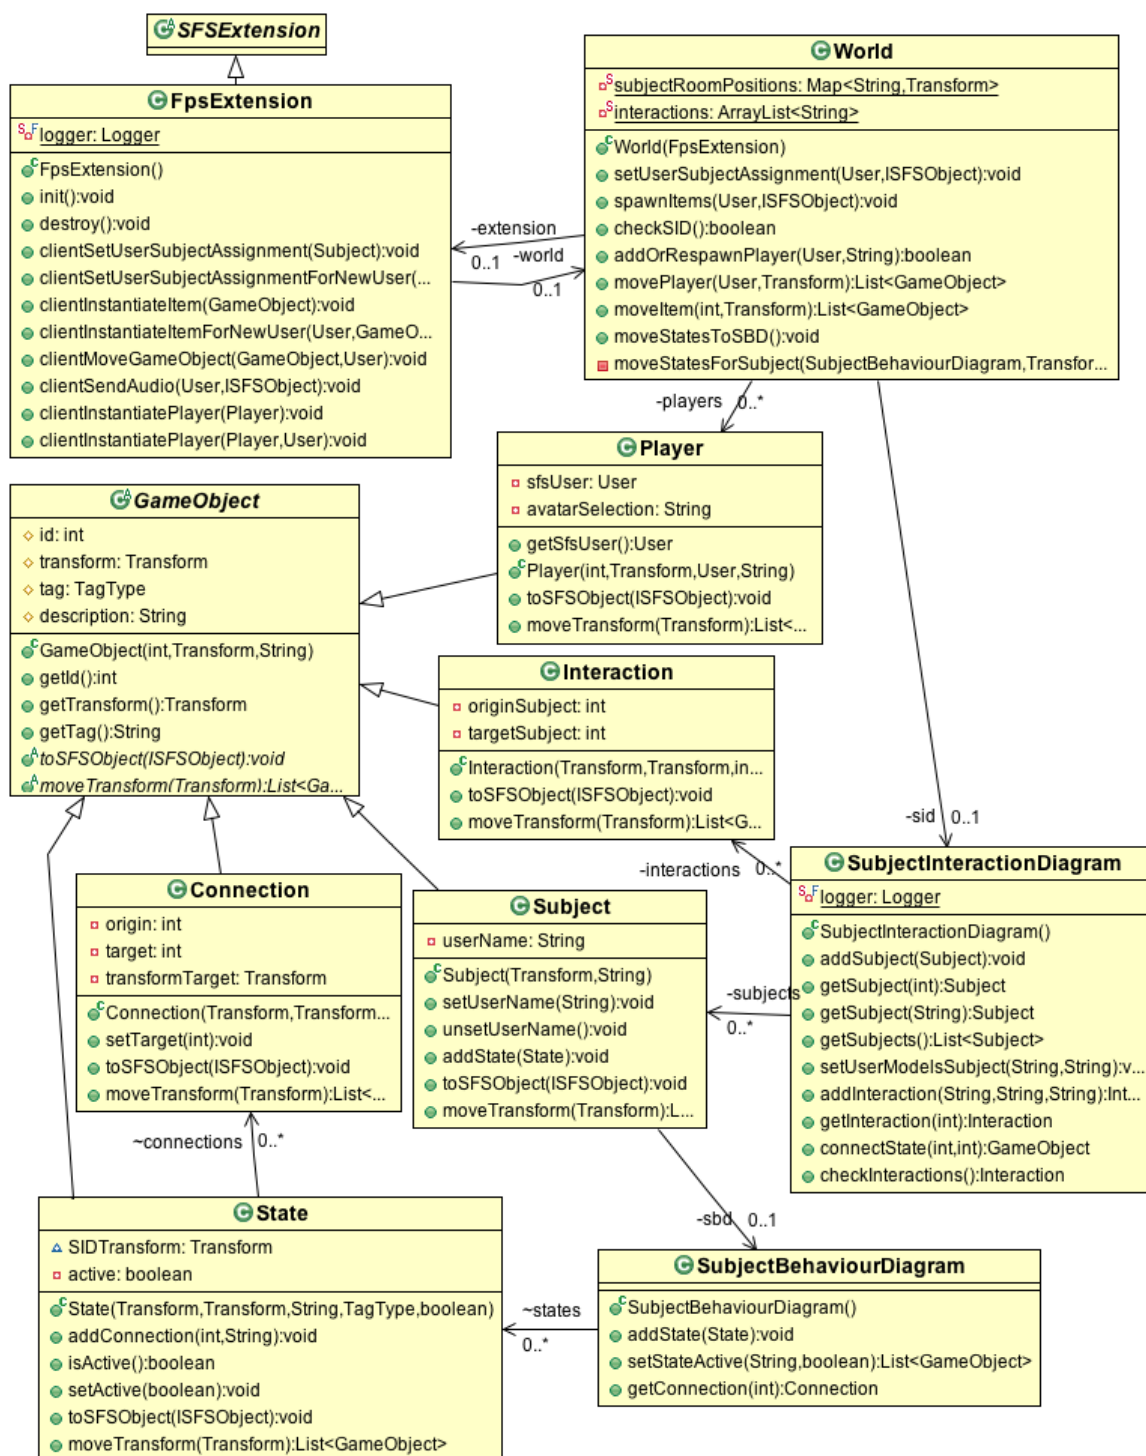 SFSExtension
FpsExtension
logger: Logger
FpsExtension()
init():void
destroy():void
clientSetUserSubjectAssignment(Subject):void
clientSetUserSubjectAssignmentForNewUser(...
clientInstantiateItem(GameObject):void
clientInstantiateItemForNewUser(User,GameO...
clientMoveGameObject(GameObject,User):void
clientSendAudio(User,ISFSObject):void
clientInstantiatePlayer(Player):void
clientInstantiatePlayer(Player,User):void
-extension
0..1
-world
0..1
World
subjectRoomPositions: Map<String,Transform>
interactions: ArrayList<String>
World(FpsExtension)
setUserSubjectAssignment(User,ISFSObject):void
spawnItems(User,ISFSObject):void
checkSID():boolean
addOrRespawnPlayer(User,String):boolean
movePlayer(User,Transform):List<GameObject>
moveItem(int,Transform):List<GameObject>
moveStatesToSBD():void
moveStatesForSubject(SubjectBehaviourDiagram,Transfor...
-players 0..*
Player
sfsUser: User
avatarSelection: String
getSfsUser():User
Player(int,Transform,User,String)
toSFSObject(ISFSObject):void
moveTransform(Transform):List<...
GameObject
id: int
transform: Transform
tag: TagType
description: String
GameObject(int,Transform,String)
getId():int
getTransform():Transform
getTag():String
toSFSObject(ISFSObject):void
moveTransform(Transform):List<Ga...
Interaction
originSubject: int
targetSubject: int
Interaction(Transform,Transform,in...
toSFSObject(ISFSObject):void
moveTransform(Transform):List<G...
-sid 0..1
-interactions 0..*
SubjectInteractionDiagram
logger: Logger
SubjectInteractionDiagram()
addSubject(Subject):void
getSubject(int):Subject
getSubject(String):Subject
getSubjects():List<Subject>
setUserModelsSubject(String,String):v...
addInteraction(String,String,String):Int...
getInteraction(int):Interaction
connectState(int,int):GameObject
checkInteractions():Interaction
-subjects
0..*
Connection
origin: int
target: int
transformTarget: Transform
Connection(Transform,Transform...
setTarget(int):void
toSFSObject(ISFSObject):void
moveTransform(Transform):List<...
Subject
userName: String
Subject(Transform,String)
setUserName(String):void
unsetUserName():void
addState(State):void
toSFSObject(ISFSObject):void
moveTransform(Transform):L...
~connections 0..*
-sbd 0..1
State
SIDTransform: Transform
active: boolean
State(Transform,Transform,String,TagType,boolean)
addConnection(int,String):void
isActive():boolean
setActive(boolean):void
toSFSObject(ISFSObject):void
moveTransform(Transform):List<GameObject>
~states
0..*
SubjectBehaviourDiagram
SubjectBehaviourDiagram()
addState(State):void
setStateActive(String,boolean):List<GameObject>
getConnection(int):Connection